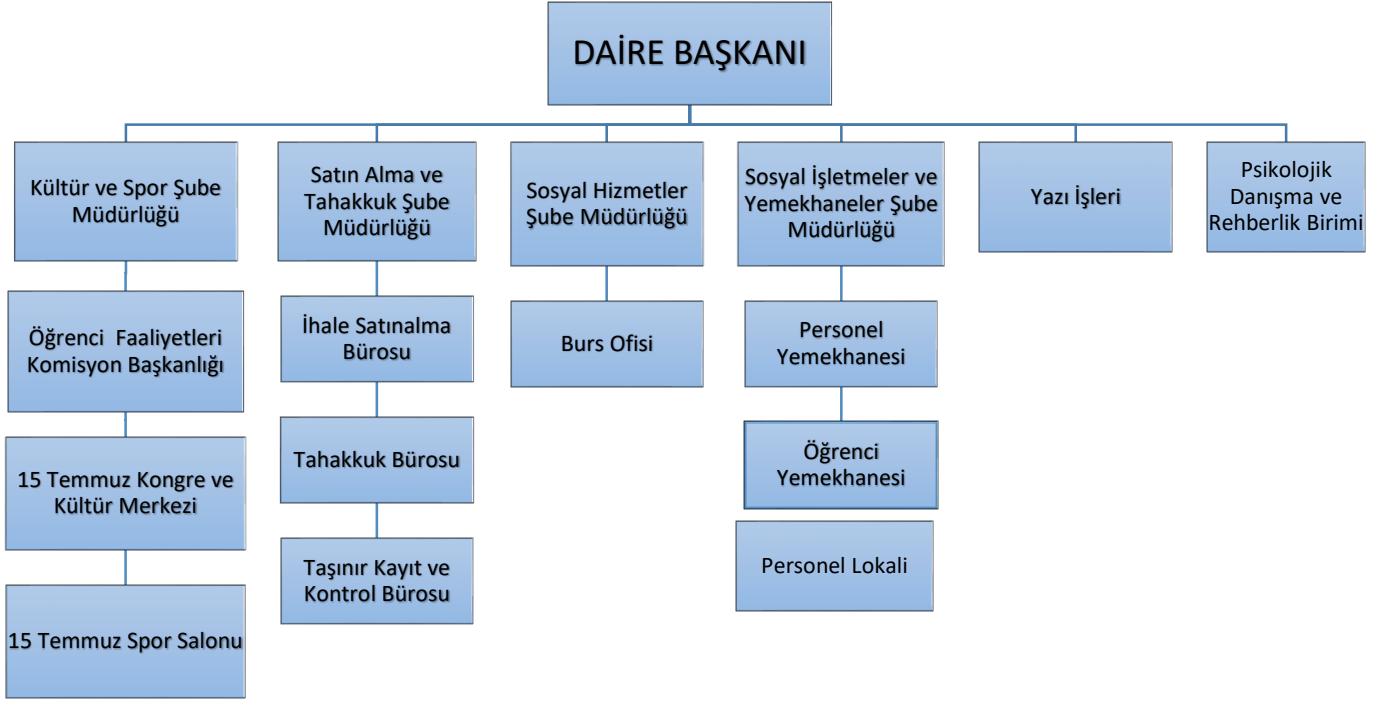 DAİRE BAŞKANI
Kültür ve Spor Şube
Müdürlüğü
Satın Alma ve
Tahakkuk Şube
Müdürlüğü
Sosyal Hizmetler
Şube Müdürlüğü
Sosyal İşletmeler ve
Yemekhaneler Şube
Müdürlüğü
Yazı İşleri
Psikolojik
Danışma ve
Rehberlik Birimi
Öğrenci Faaliyetleri
Komisyon Başkanlığı
İhale Satınalma
Bürosu
Burs Ofisi
Personel
Yemekhanesi
15 Temmuz Kongre ve
Kültür Merkezi
Tahakkuk Bürosu
Öğrenci
Yemekhanesi
15 Temmuz Spor Salonu
Taşınır Kayıt ve
Kontrol Bürosu
Personel Lokali